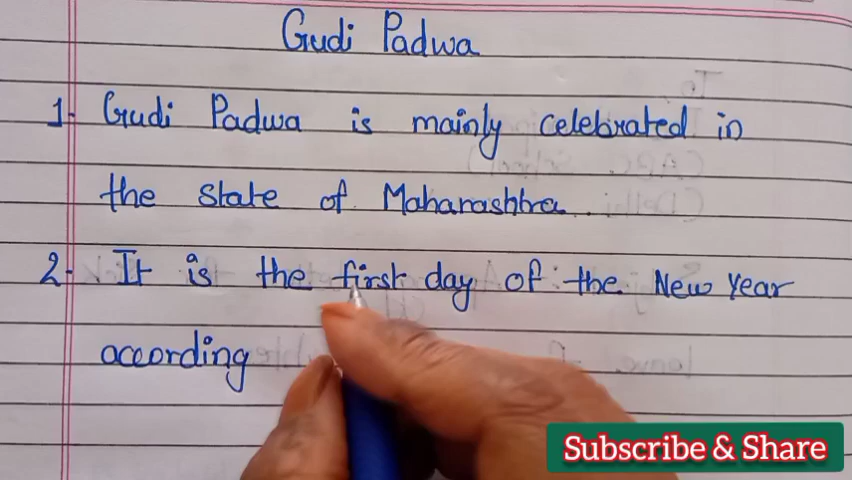 Gudi Padwa
1- Gudi Padwa is mainly celebrated in
the state of Maharashtra.
2- It is the first day of the New Year
according
Subscribe & Share